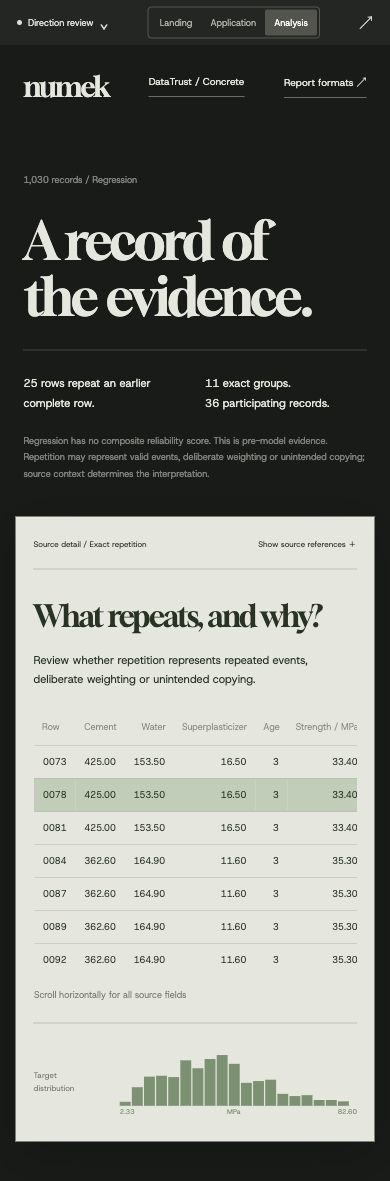 Direction review
Landing Application Analysis
numek
DataTrust / Concrete
Report formats
1,030 records / Regression
A record of
the evidence.
25 rows repeat an earlier
complete row.
11 exact groups.
36 participating records.
Regression has no composite reliability score. This is pre-model evidence.
Repetition may represent valid events, deliberate weighting or unintended copying;
source context determines the interpretation.
Source detail / Exact repetition
Show source references +
What repeats, and why?
Review whether repetition represents repeated events,
deliberate weighting or unintended copying.
Row Cement Water Superplasticizer Age Strength / MPa
0073 425.00 153.50 16.50 3 33.40
0078 425.00 153.50 16.50 3 33.40
0081 425.00 153.50 16.50 3 33.40
0084 362.60 164.90 11.60 3 35.30
0087 362.60 164.90 11.60 3 35.30
0089 362.60 164.90 11.60 3 35.30
0092 362.60 164.90 11.60 3 35.30
Scroll horizontally for all source fields
Target
distribution
2.33 MPa 82.60